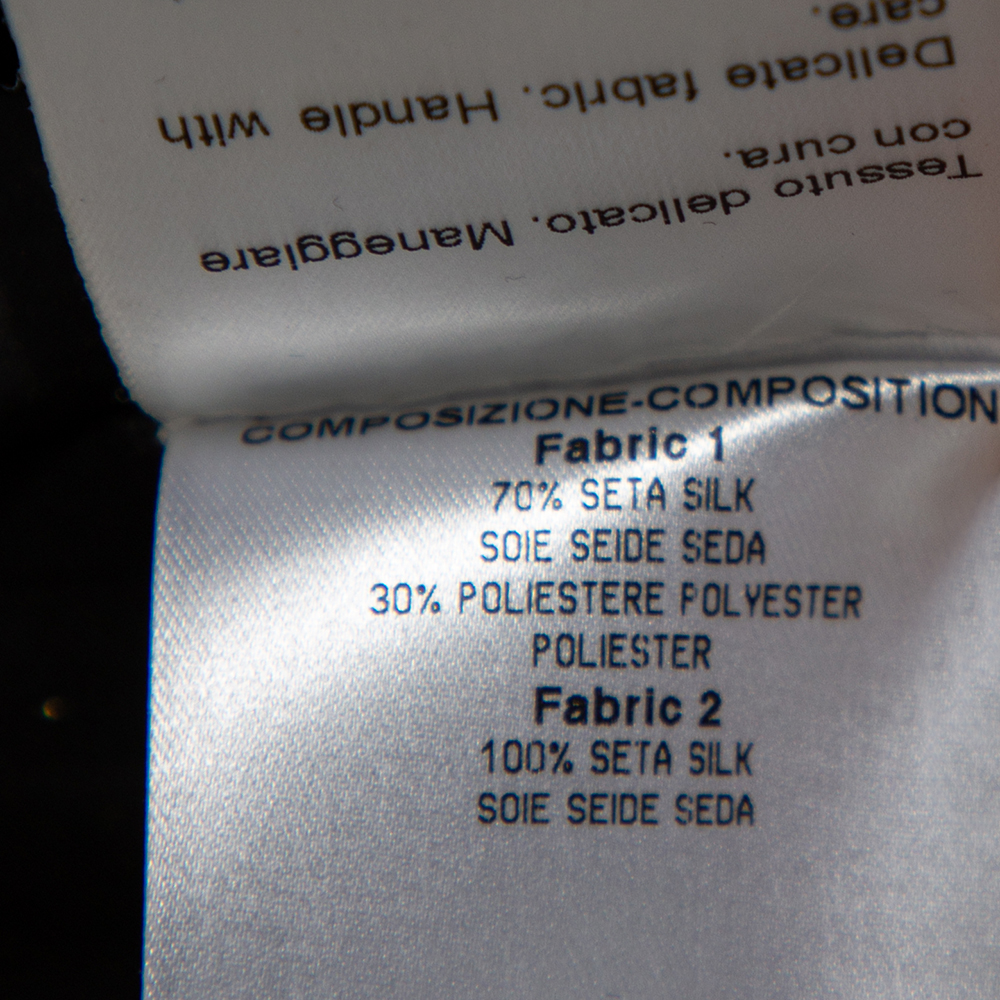 Tessuto delicato. Maneggiare
con cura.
Delicate fabric. Handle with
care.
COMPOSIZIONE-COMPOSITION
Fabric 1
70% SETA SILK
SOIE SEIDE SEDA
30% POLIESTERE POLYESTER
POLIESTER
Fabric 2
100% SETA SILK
SOIE SEIDE SEDA